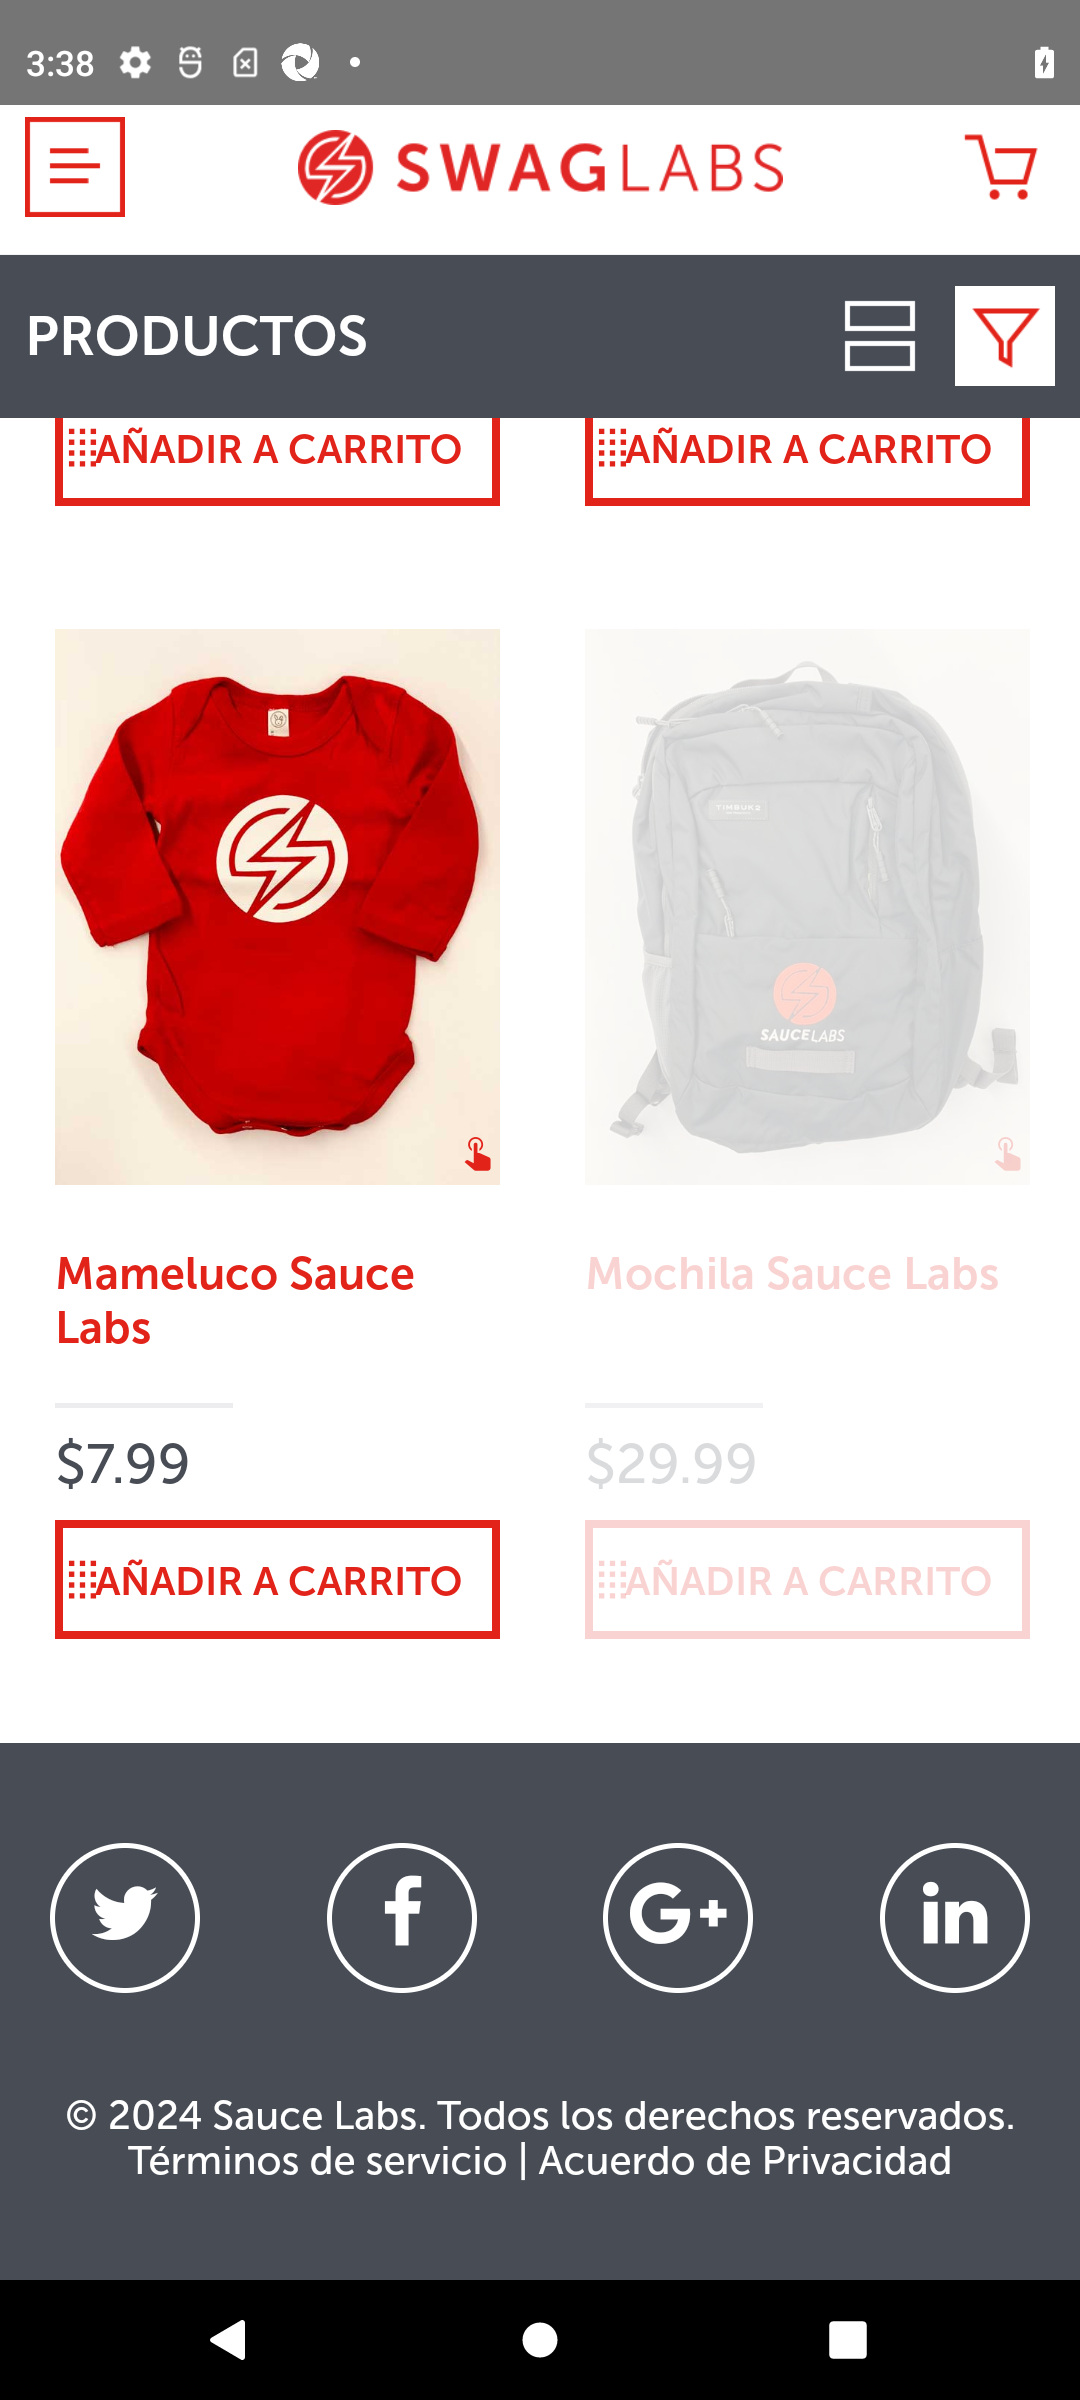 3:38
SWAGLABS
PRODUCTOS
AÑADIR A CARRITO
AÑADIR A CARRITO
TIMBUK2
SAUCELABS
Mameluco Sauce
Labs
Mochila Sauce Labs
$7.99
$29.99
AÑADIR A CARRITO
AÑADIR A CARRITO
© 2024 Sauce Labs. Todos los derechos reservados.
Términos de servicio | Acuerdo de Privacidad